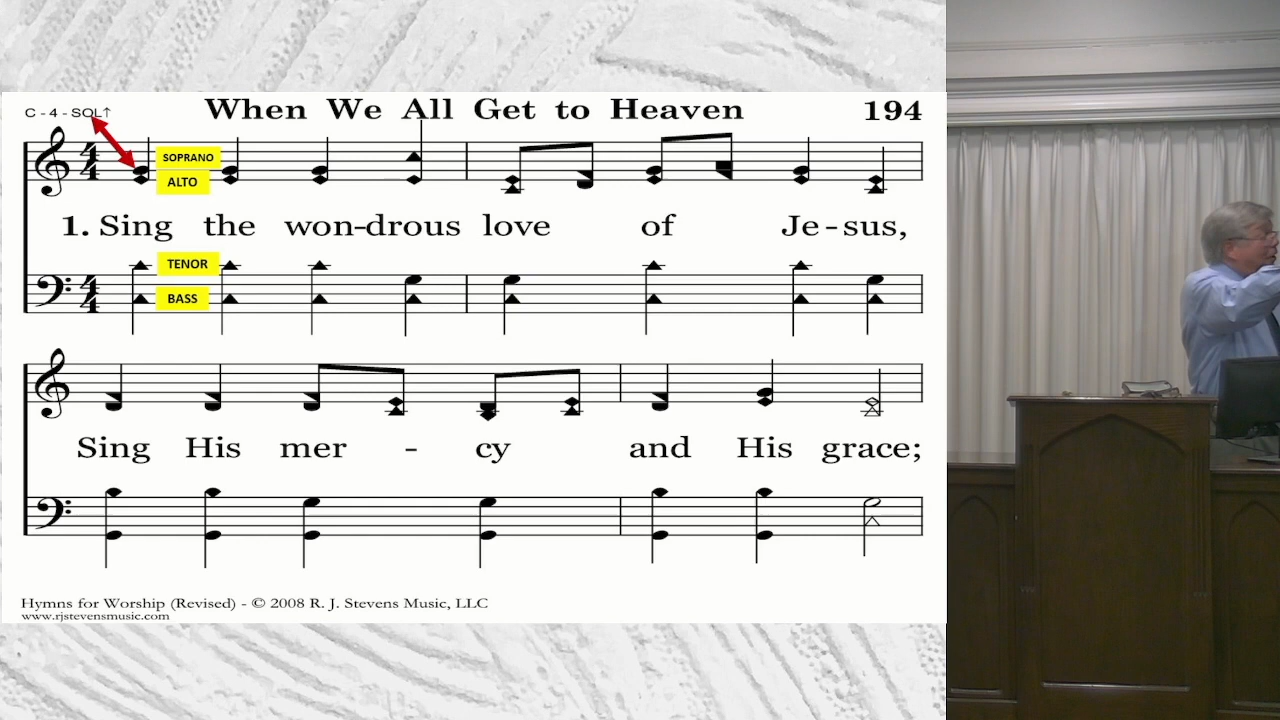 C - 4 - SOL↑ When We All Get to Heaven 194
SOPRANO
ALTO
1. Sing the won-drous love of Je-sus,
TENOR
BASS
Sing His mer - cy and His grace;
Hymns for Worship (Revised) - © 2008 R. J. Stevens Music, LLC
www.rjstevensmusic.com